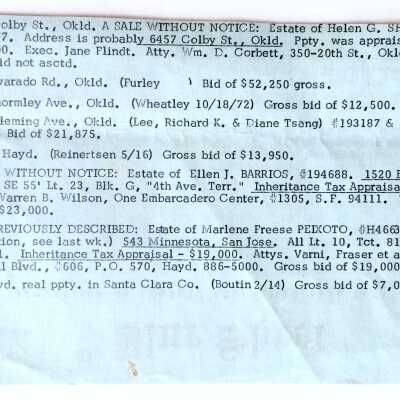 olby St., Okld. A SALE WITHOUT NOTICE: Estate of Helen G. SH
7. Address is probably 6457 Colby St., Okld. Ppty. was apprais
00. Exec. Jane Flindt. Atty. Wm. D. Corbett, 350-20th St., Okl
id not asctd.
varado Rd., Okld. (Furley ) Bid of $52,250 gross.
hormley Ave., Okld. (Wheatley 10/18/72) Gross bid of $12,500.
leming Ave., Okld. (Lee, Richard K. & Diane Tsang) #193187 &
Bid of $21,875.
Hayd. (Reinertsen 5/16) Gross bid of $13,950.
WITHOUT NOTICE: Estate of Ellen J. BARRIOS, #194688. 1520 E
SE 55' Lt. 23, Blk. G, "4th Ave. Terr." Inheritance Tax Appraisa
Warren B. Wilson, One Embarcadero Center, #1305, S.F. 94111.
$23,000.
REVIOUSLY DESCRIBED: Estate of Marlene Freese PEIXOTO, #H4663
tion, see last wk.) 543 Minnesota, San Jose. All Lt. 10, Tct. 81
1. Inheritance Tax Appraisal - $19,000. Attys. Varni, Fraser et a
l Blvd., #606, P.O. 570, Hayd. 886-5000. Gross bid of $19,000
vd. real ppty. in Santa Clara Co. (Boutin 2/14) Gross bid of $7,0